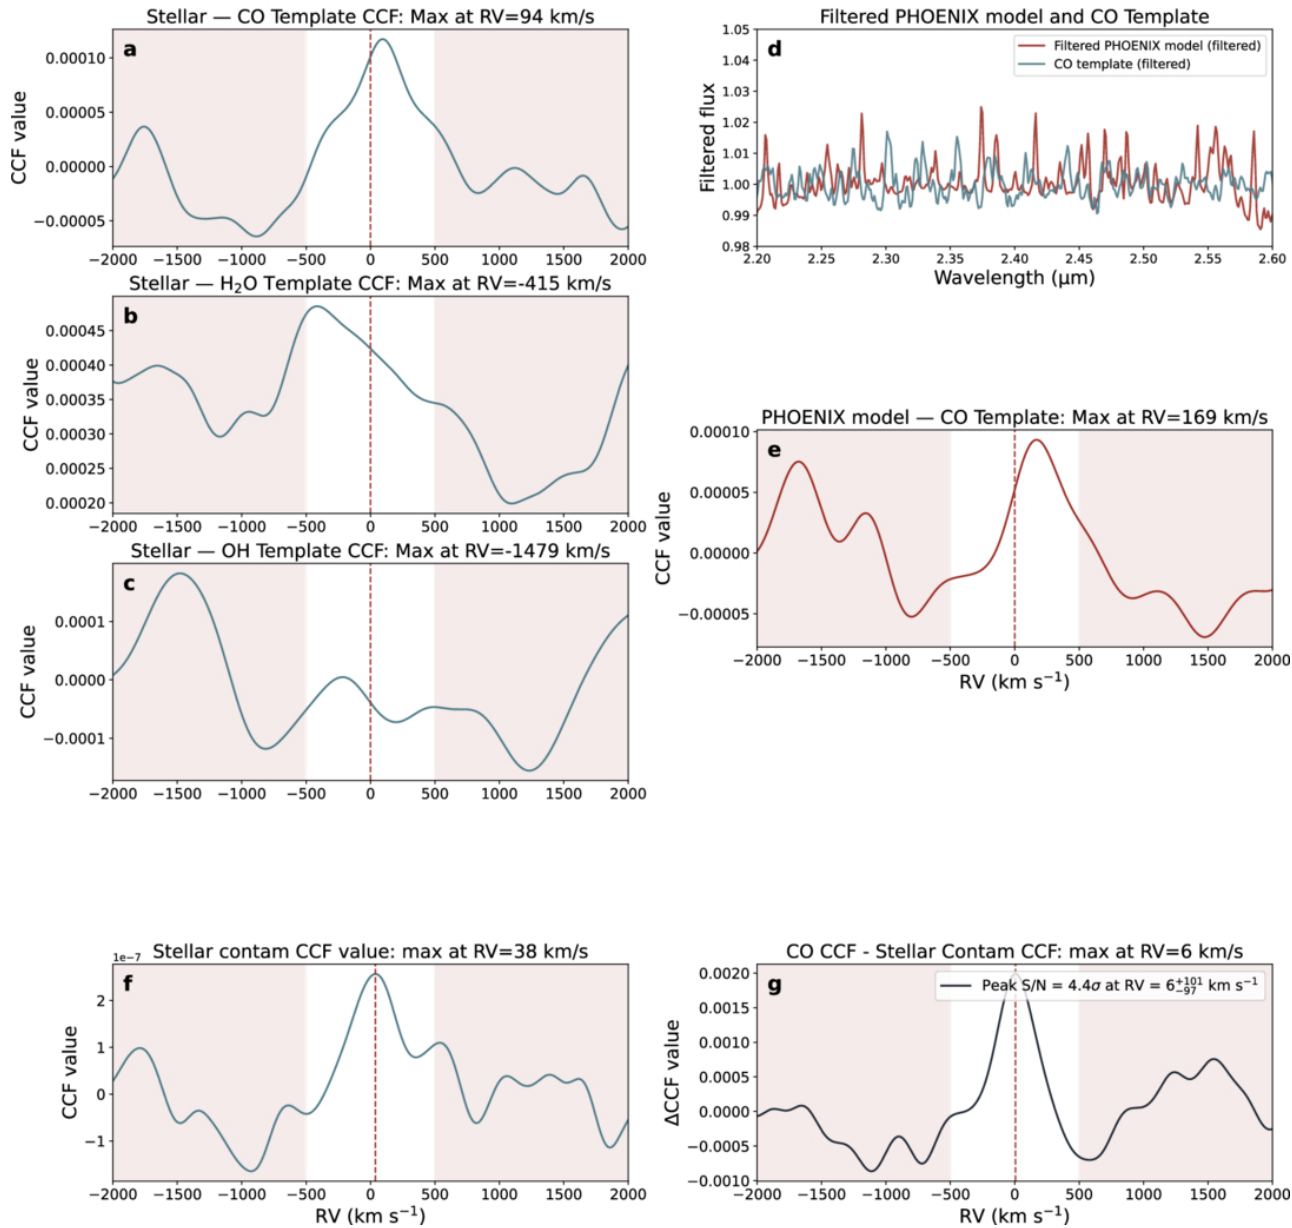 Stellar — CO Template CCF: Max at RV=94 km/s
a
CCF value
0.00010
0.00005
0.00000
−0.00005
−2000 −1500 −1000 −500 0 500 1000 1500 2000
Stellar — H₂O Template CCF: Max at RV=-415 km/s
b
CCF value
0.00045
0.00040
0.00035
0.00030
0.00025
0.00020
−2000 −1500 −1000 −500 0 500 1000 1500 2000
Stellar — OH Template CCF: Max at RV=-1479 km/s
c
CCF value
0.0001
0.0000
−0.0001
−2000 −1500 −1000 −500 0 500 1000 1500 2000
Filtered PHOENIX model and CO Template
d
Filtered PHOENIX model (filtered)
CO template (filtered)
Filtered flux
1.05
1.04
1.03
1.02
1.01
1.00
0.99
0.98
2.20 2.25 2.30 2.35 2.40 2.45 2.50 2.55 2.60
Wavelength (μm)
PHOENIX model — CO Template: Max at RV=169 km/s
e
CCF value
0.00010
0.00005
0.00000
−0.00005
−2000 −1500 −1000 −500 0 500 1000 1500 2000
RV (km s⁻¹)
Stellar contam CCF value: max at RV=38 km/s
1e−7
f
CCF value
2
1
0
−1
−2000 −1500 −1000 −500 0 500 1000 1500 2000
RV (km s⁻¹)
CO CCF - Stellar Contam CCF: max at RV=6 km/s
g
Peak S/N = 4.4σ at RV = 6⁺¹⁰¹₋₉₇ km s⁻¹
ΔCCF value
0.0020
0.0015
0.0010
0.0005
0.0000
−0.0005
−0.0010
−2000 −1500 −1000 −500 0 500 1000 1500 2000
RV (km s⁻¹)